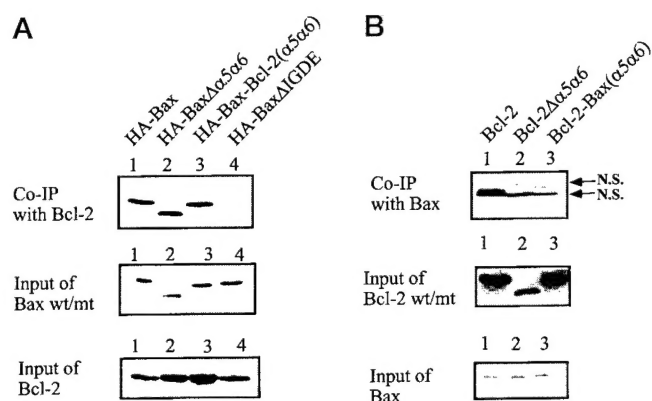 A
HA-Bax
HA-BaxΔα5α6
HA-Bax-Bcl-2(α5α6)
HA-BaxΔIGDE
1 2 3 4
Co-IP
with Bcl-2
1 2 3 4
Input of
Bax wt/mt
1 2 3 4
Input of
Bcl-2
B
Bcl-2
Bcl-2Δα5α6
Bcl-2-Bax(α5α6)
1 2 3
Co-IP
with Bax
N.S.
N.S.
1 2 3
Input of
Bcl-2 wt/mt
1 2 3
Input of
Bax